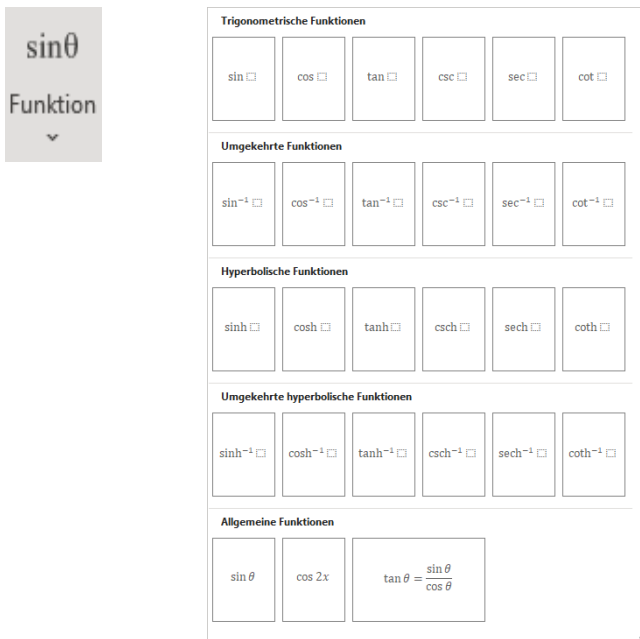 sinθ
Funktion
Trigonometrische Funktionen
sin cos tan csc sec cot
Umgekehrte Funktionen
sin⁻¹ cos⁻¹ tan⁻¹ csc⁻¹ sec⁻¹ cot⁻¹
Hyperbolische Funktionen
sinh cosh tanh csch sech coth
Umgekehrte hyperbolische Funktionen
sinh⁻¹ cosh⁻¹ tanh⁻¹ csch⁻¹ sech⁻¹ coth⁻¹
Allgemeine Funktionen
sin θ cos 2x tan θ = sin θ / cos θ